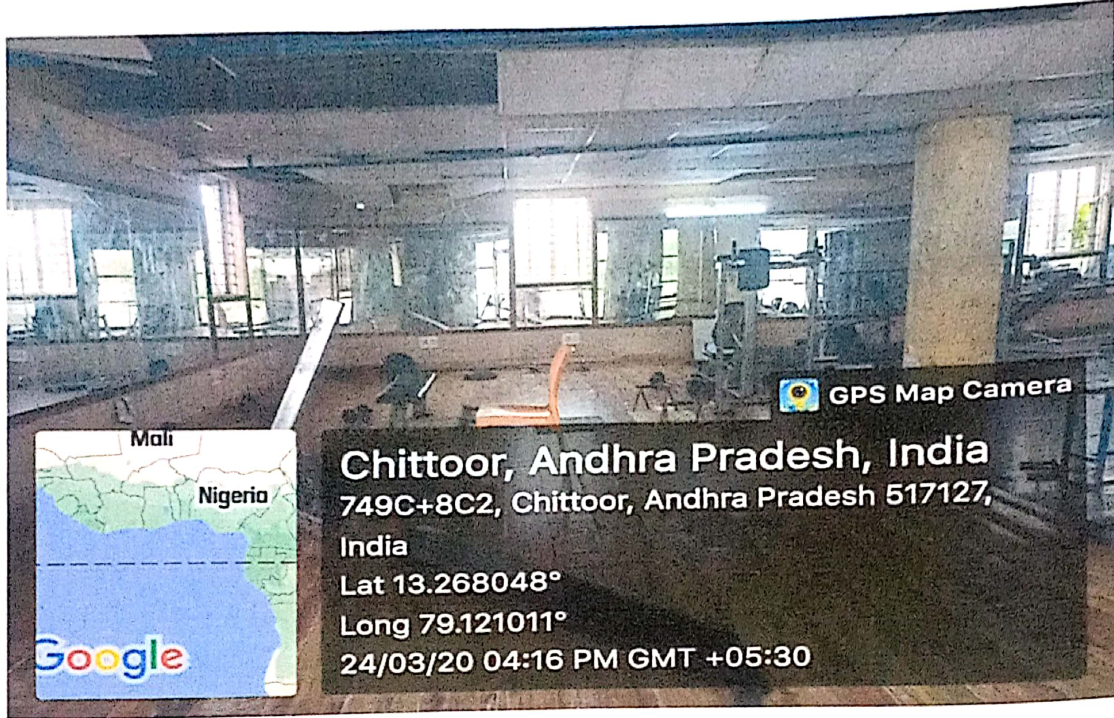 GPS Map Camera
Mali
Nigeria
Google
Chittoor, Andhra Pradesh, India
749C+8C2, Chittoor, Andhra Pradesh 517127,
India
Lat 13.268048°
Long 79.121011°
24/03/20 04:16 PM GMT +05:30